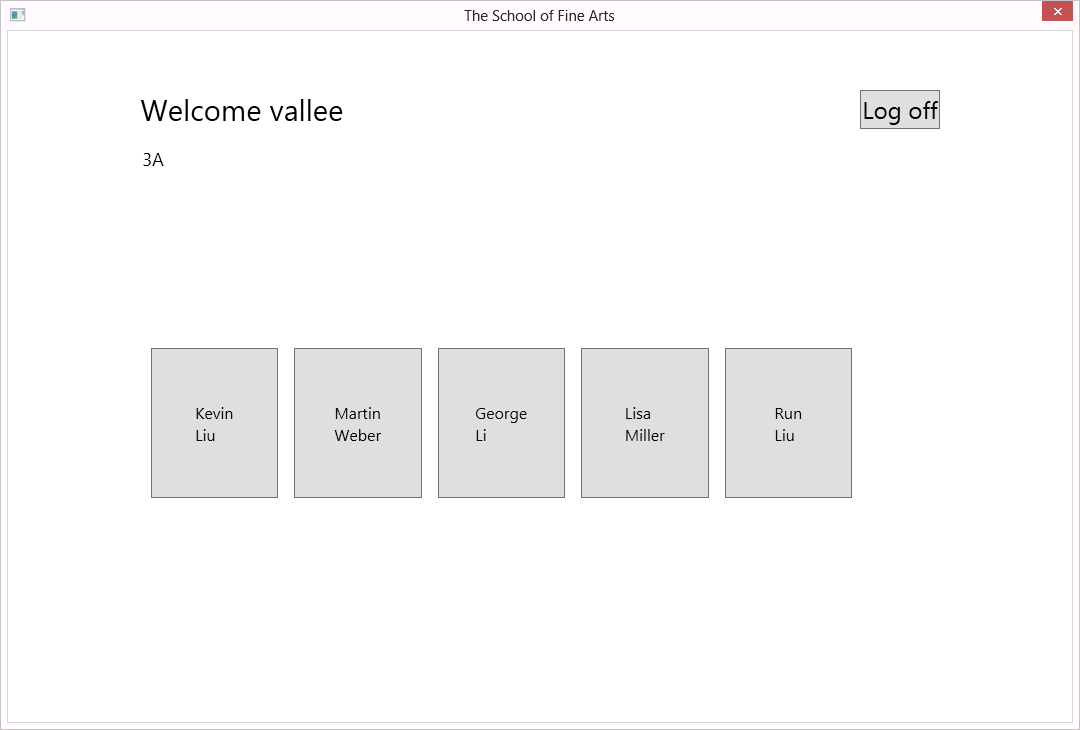 The School of Fine Arts
Welcome vallee
Log off
3A
Kevin
Liu
Martin
Weber
George
Li
Lisa
Miller
Run
Liu